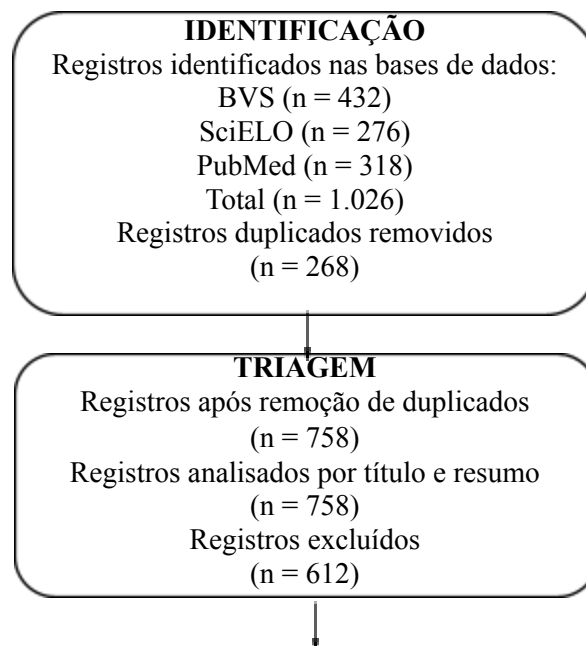 IDENTIFICAÇÃO
Registros identificados nas bases de dados:
BVS (n = 432)
SciELO (n = 276)
PubMed (n = 318)
Total (n = 1.026)
Registros duplicados removidos
(n = 268)
TRIAGEM
Registros após remoção de duplicados
(n = 758)
Registros analisados por título e resumo
(n = 758)
Registros excluídos
(n = 612)